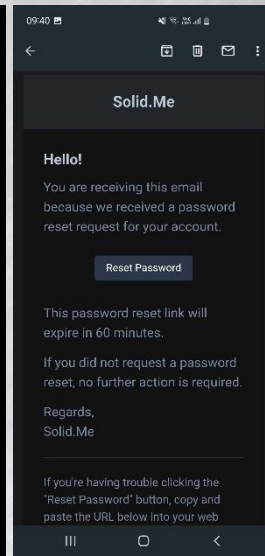 09:40
Solid.Me
Hello!
You are receiving this email
because we received a password
reset request for your account.
Reset Password
This password reset link will
expire in 60 minutes.
If you did not request a password
reset, no further action is required.
Regards,
Solid.Me
If you're having trouble clicking the
"Reset Password" button, copy and
paste the URL below into your web